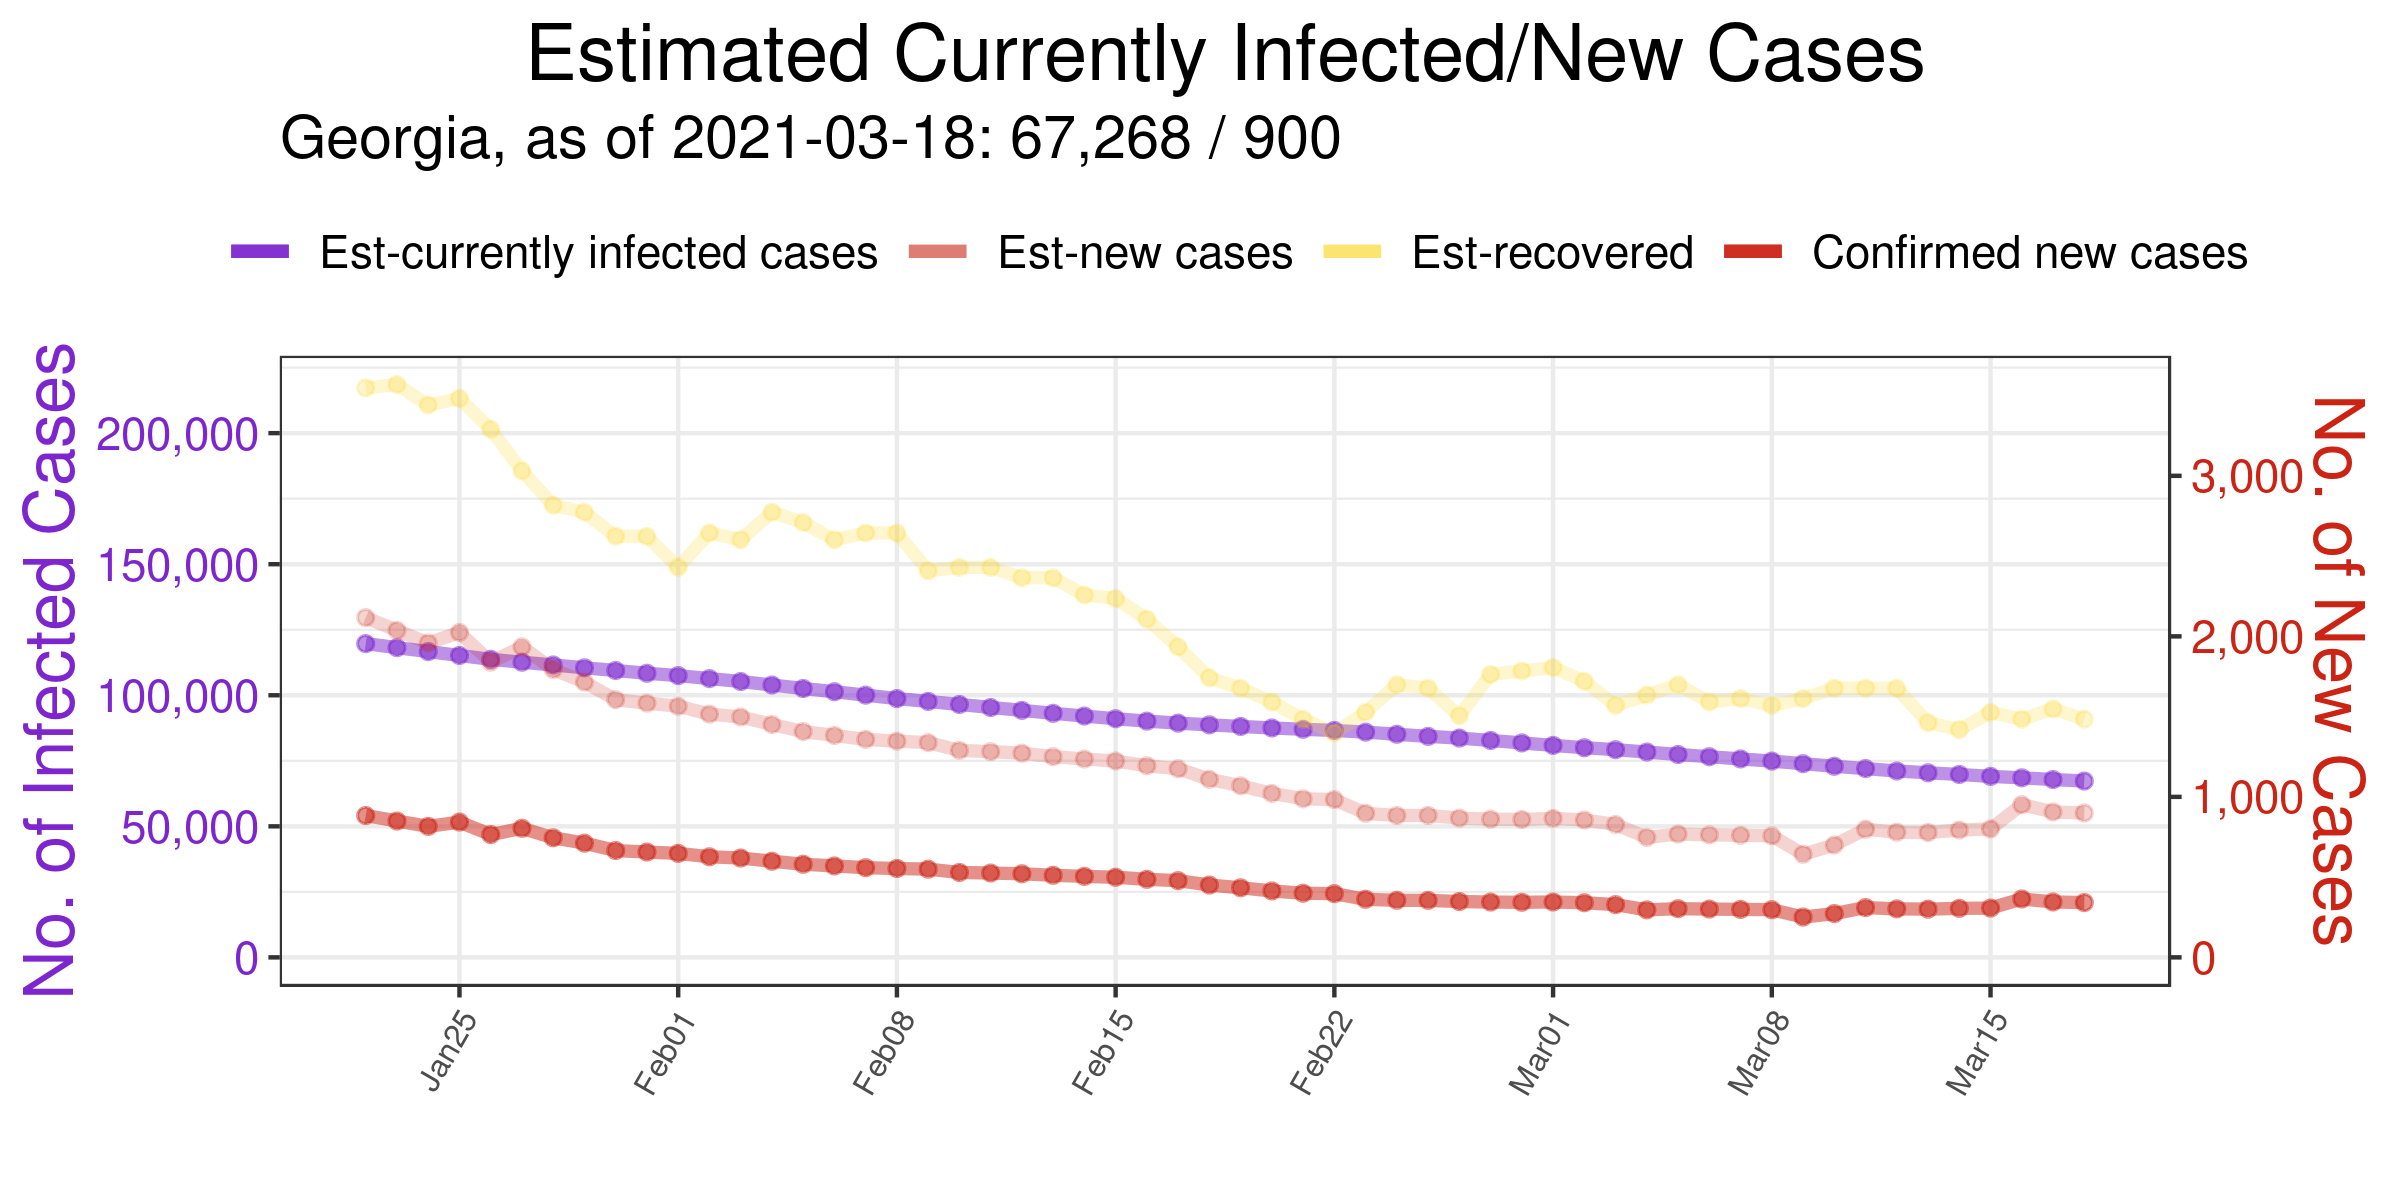 Estimated Currently Infected/New Cases
Georgia, as of 2021-03-18: 67,268 / 900
Est-currently infected cases Est-new cases Est-recovered Confirmed new cases
No. of Infected Cases
200,000
150,000
100,000
50,000
0
3,000
2,000
1,000
0
No. of New Cases
Jan25 Feb01 Feb08 Feb15 Feb22 Mar01 Mar08 Mar15